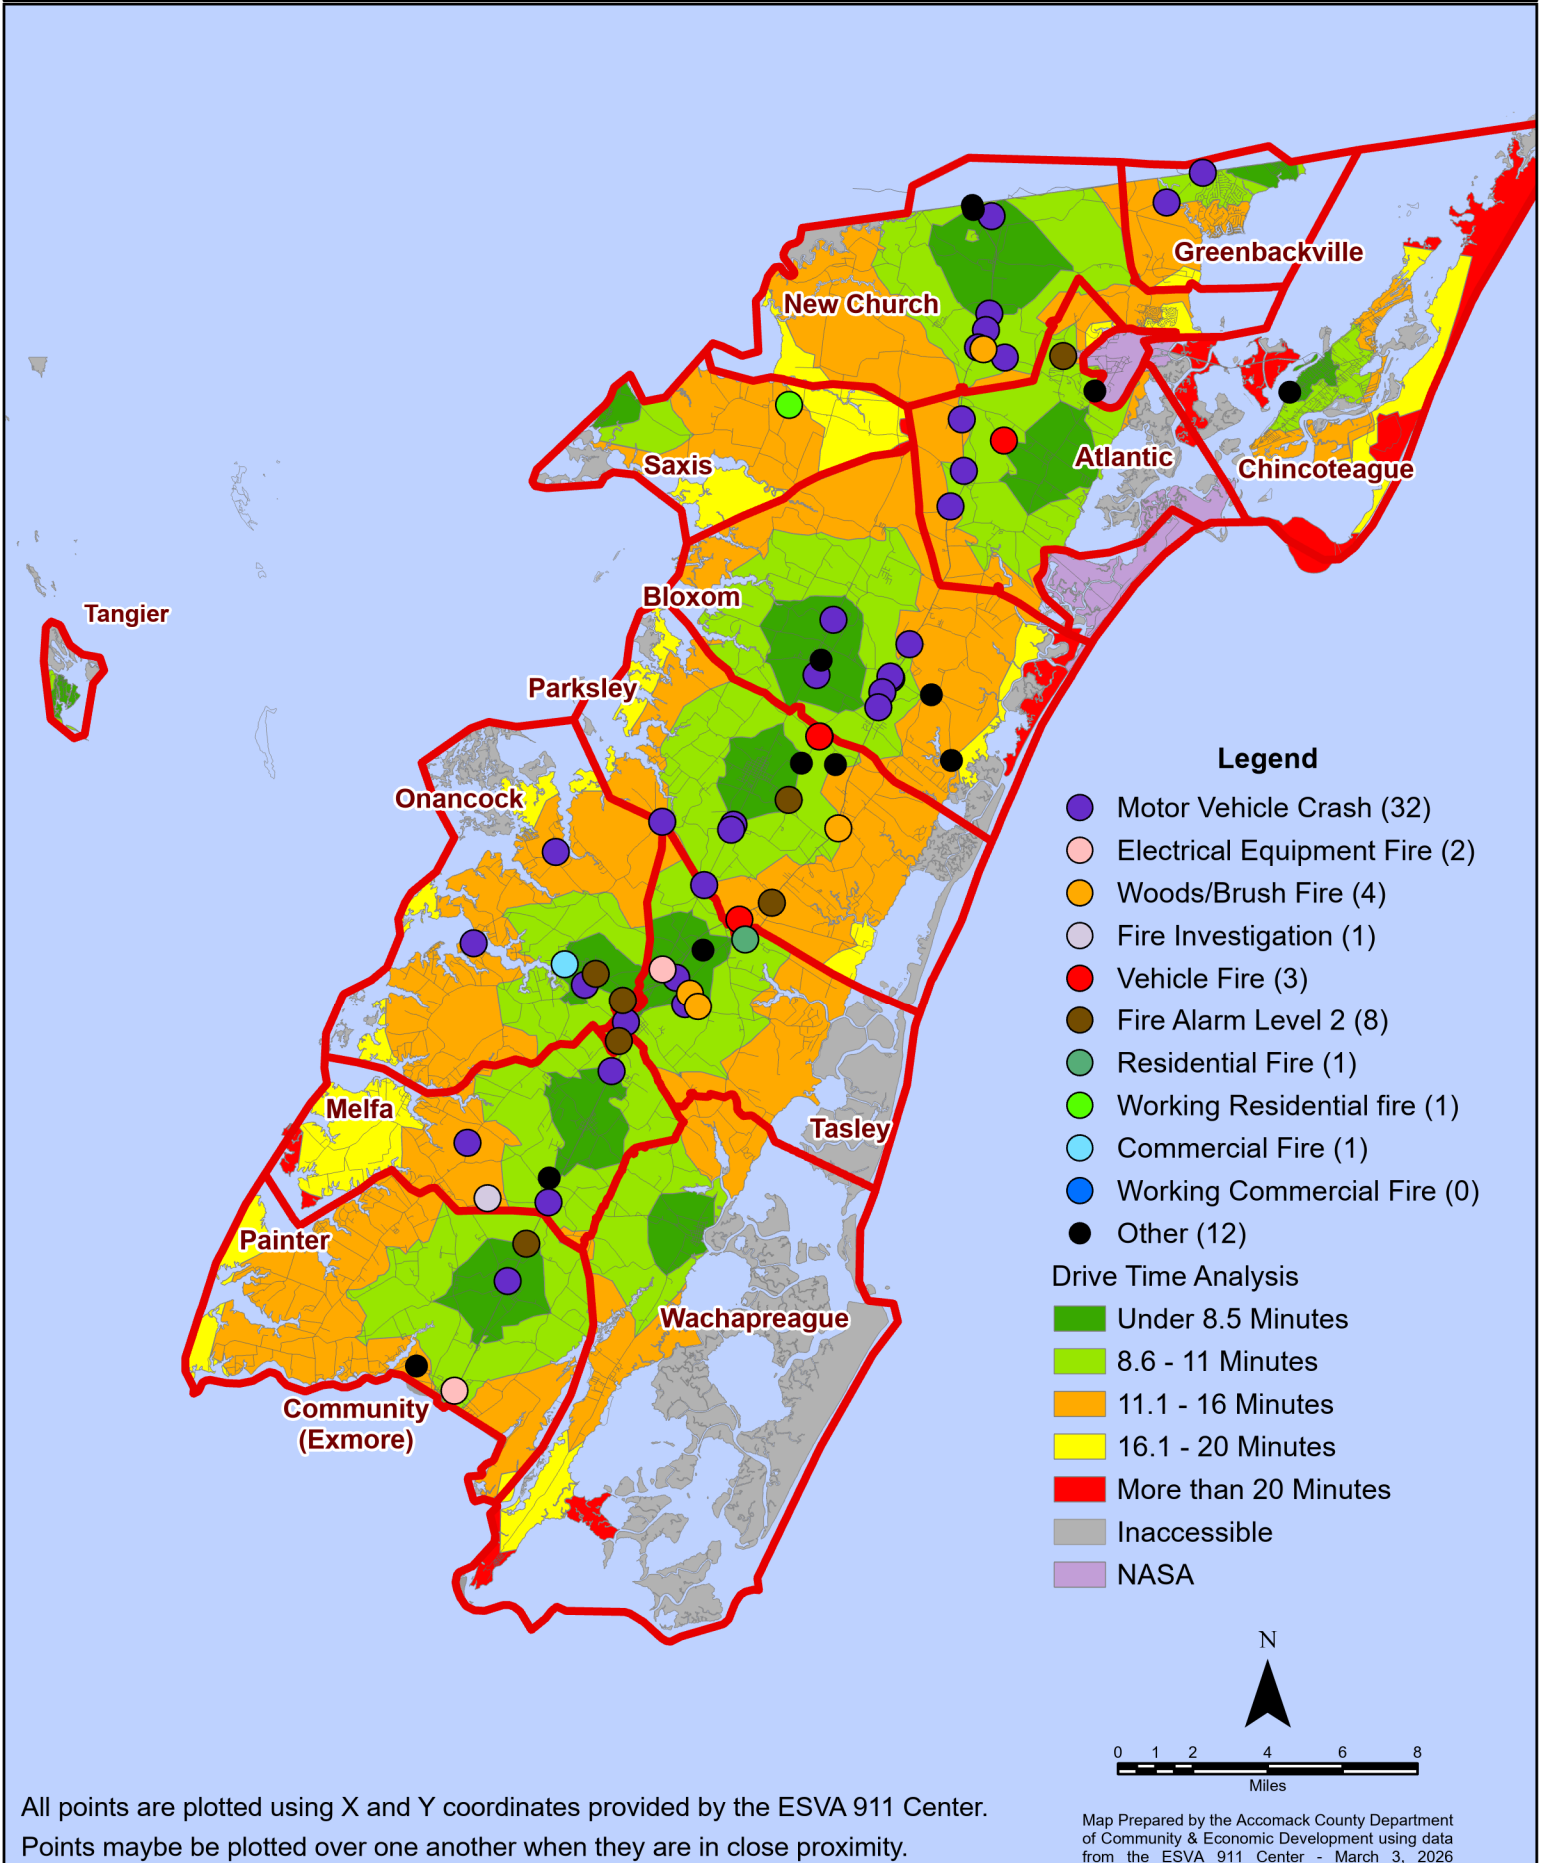 Greenbackville
New Church
Saxis
Atlantic
Chincoteague
Bloxom
Tangier
Parksley
Onancock
Melfa
Tasley
Painter
Wachapreague
Community
(Exmore)
Legend
Motor Vehicle Crash (32)
Electrical Equipment Fire (2)
Woods/Brush Fire (4)
Fire Investigation (1)
Vehicle Fire (3)
Fire Alarm Level 2 (8)
Residential Fire (1)
Working Residential fire (1)
Commercial Fire (1)
Working Commercial Fire (0)
Other (12)
Drive Time Analysis
Under 8.5 Minutes
8.6 - 11 Minutes
11.1 - 16 Minutes
16.1 - 20 Minutes
More than 20 Minutes
Inaccessible
NASA
N
0 1 2 4 6 8
Miles
All points are plotted using X and Y coordinates provided by the ESVA 911 Center.
Points maybe be plotted over one another when they are in close proximity.
Map Prepared by the Accomack County Department
of Community & Economic Development using data
from the ESVA 911 Center - March 3, 2026